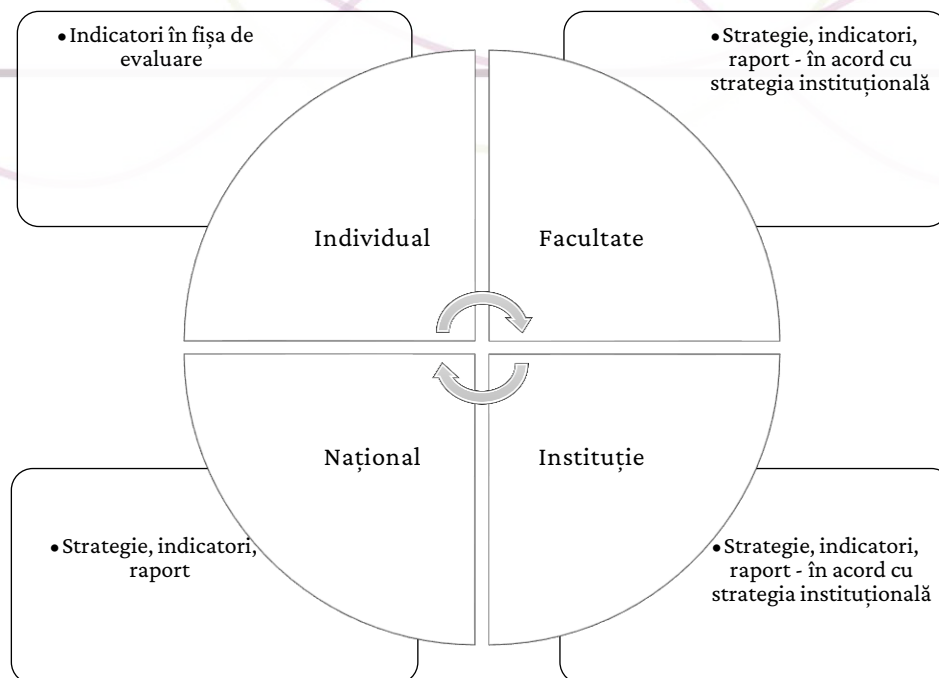 • Indicatori în fișa de
evaluare
• Strategie, indicatori,
raport - în acord cu
strategia instituțională
Individual
Facultate
Național
Instituție
• Strategie, indicatori,
raport
• Strategie, indicatori,
raport - în acord cu
strategia instituțională